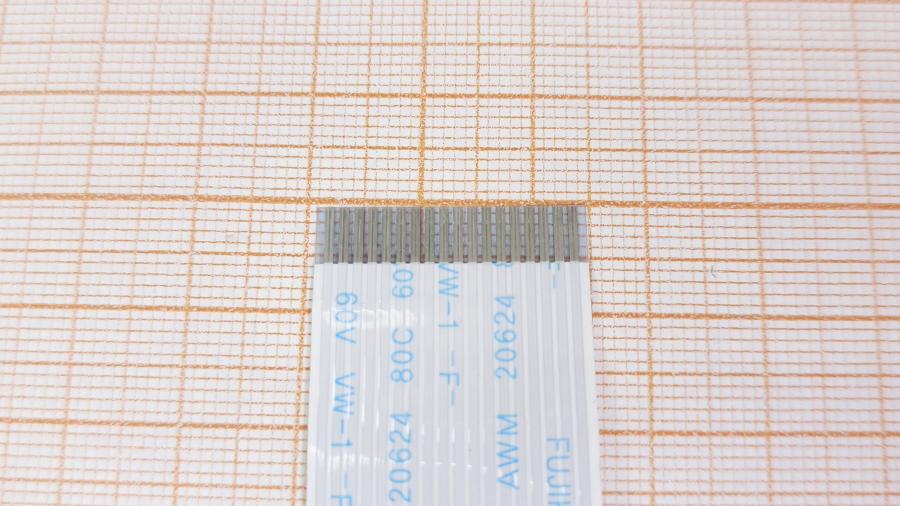 60V VW-1 -F
20624 80C 60
VW-1 -F-
AWM 20624
FUJI